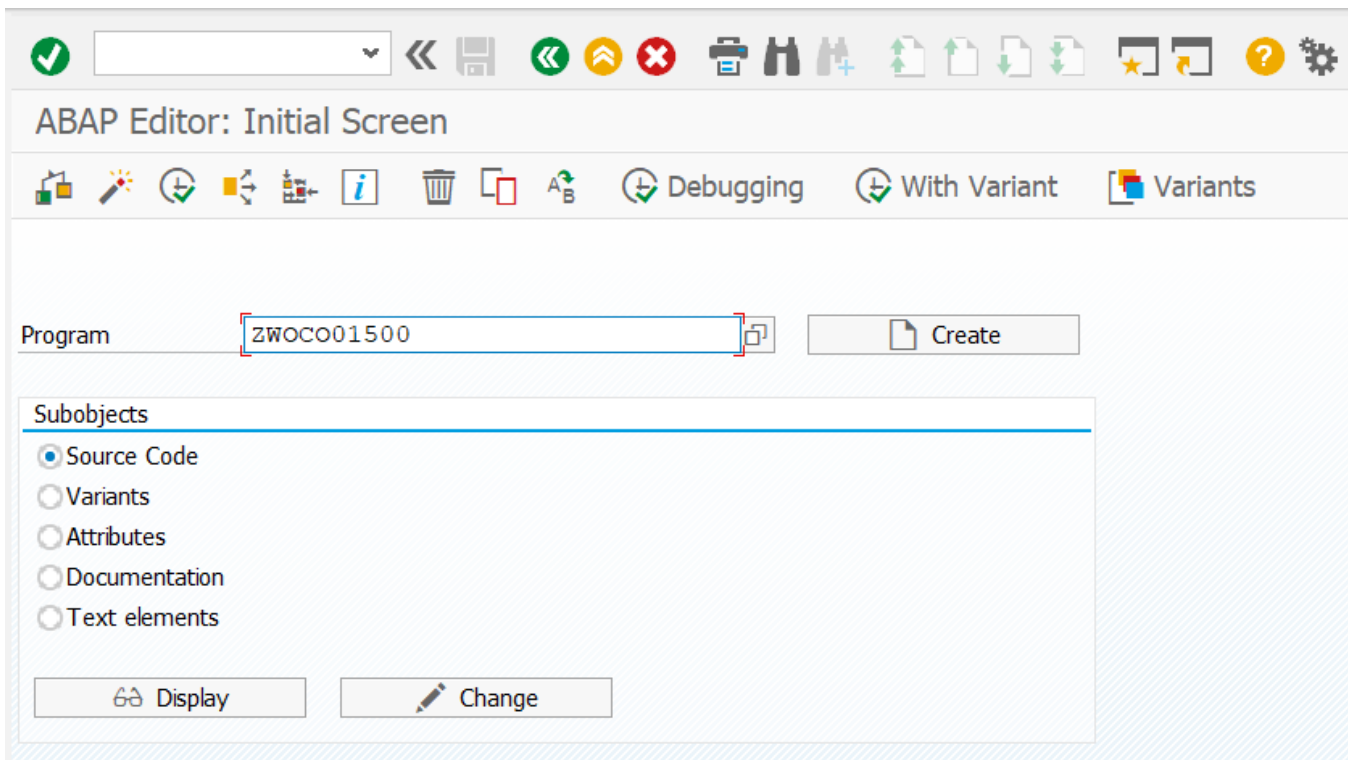 ABAP Editor: Initial Screen
Debugging With Variant Variants
Program ZWOCO01500 Create
Subobjects
Source Code
Variants
Attributes
Documentation
Text elements
Display Change